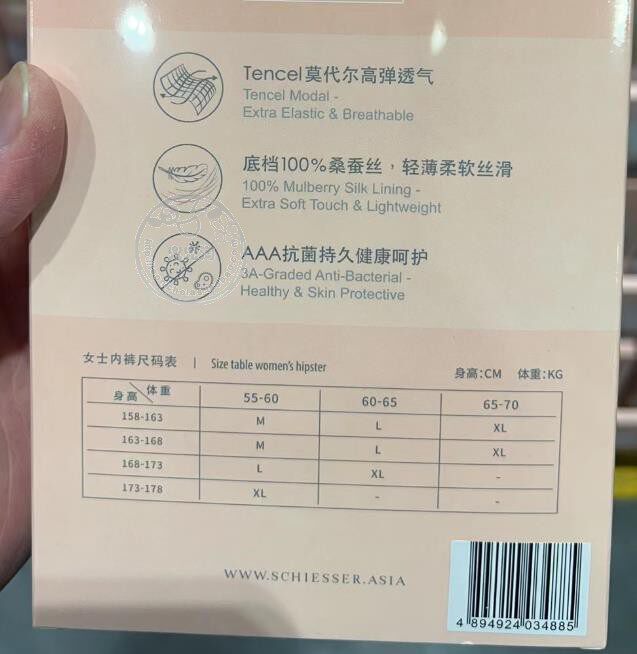 Tencel莫代尔高弹透气
Tencel Modal -
Extra Elastic & Breathable
底档100%桑蚕丝，轻薄柔软丝滑
100% Mulberry Silk Lining -
Extra Soft Touch & Lightweight
AAA抗菌持久健康呵护
3A-Graded Anti-Bacterial -
Healthy & Skin Protective
女士内裤尺码表 | Size table women's hipster 身高:CM 体重:KG
身高 体重 55-60 60-65 65-70
158-163 M L XL
163-168 M L XL
168-173 L XL -
173-178 XL - -
WWW.SCHIESSER.ASIA
4 894924 034885